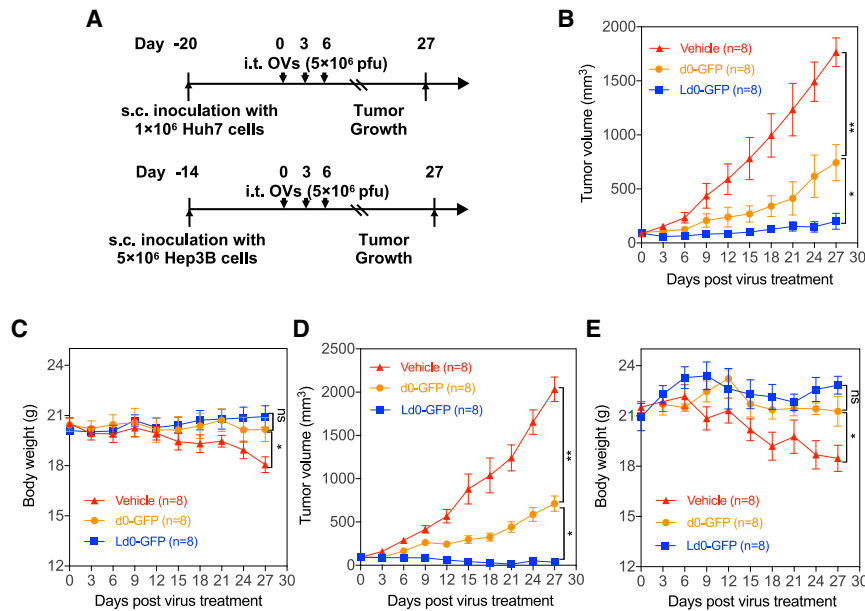 A
Day -20 0 3 6 27
i.t. OVs (5×10⁶ pfu)
s.c. inoculation with
1×10⁶ Huh7 cells
Tumor
Growth
Day -14 0 3 6 27
i.t. OVs (5×10⁶ pfu)
s.c. inoculation with
5×10⁶ Hep3B cells
Tumor
Growth
B
Tumor volume (mm³)
2000
1500
1000
500
0
Vehicle (n=8)
d0-GFP (n=8)
Ld0-GFP (n=8)
**
*
0 3 6 9 12 15 18 21 24 27 30
Days post virus treatment
C
Body weight (g)
24
21
18
15
12
ns
*
Vehicle (n=8)
d0-GFP (n=8)
Ld0-GFP (n=8)
0 3 6 9 12 15 18 21 24 27 30
Days post virus treatment
D
Tumor volume (mm³)
2500
2000
1500
1000
500
0
Vehicle (n=8)
d0-GFP (n=8)
Ld0-GFP (n=8)
**
*
0 3 6 9 12 15 18 21 24 27 30
Days post virus treatment
E
Body weight (g)
24
21
18
15
12
ns
*
Vehicle (n=8)
d0-GFP (n=8)
Ld0-GFP (n=8)
0 3 6 9 12 15 18 21 24 27 30
Days post virus treatment